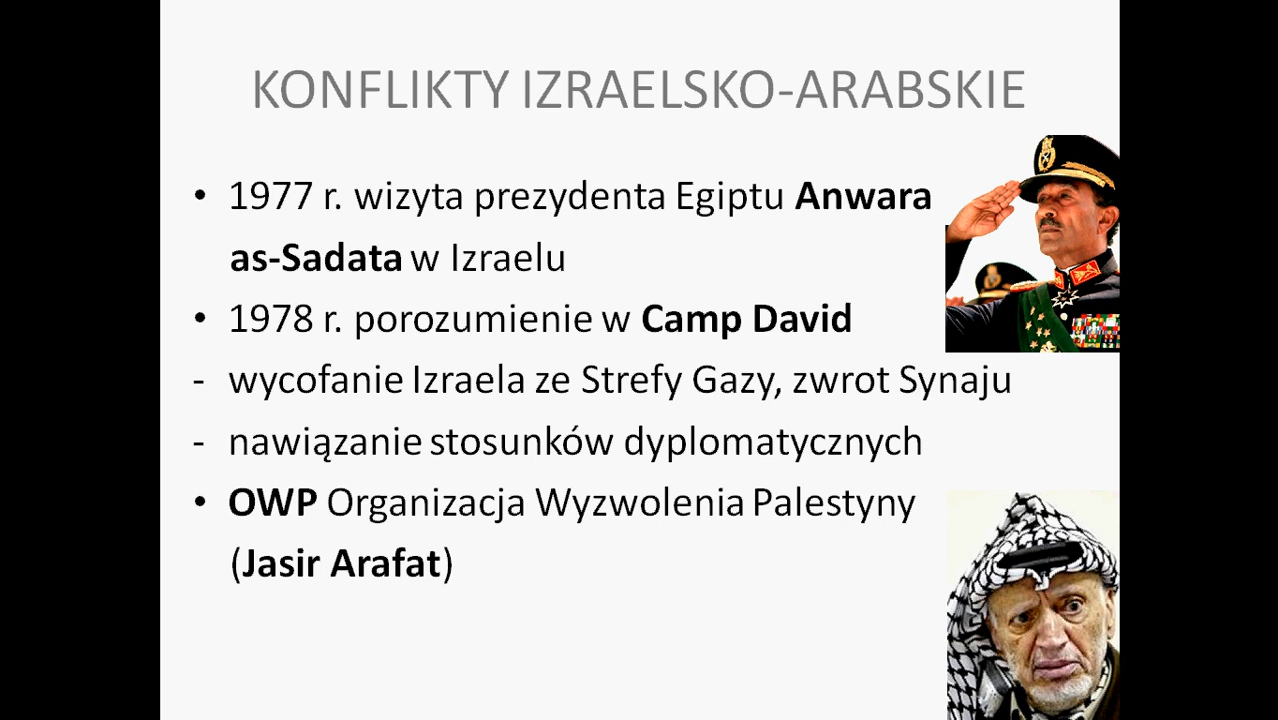 KONFLIKTY IZRAELSKO-ARABSKIE
• 1977 r. wizyta prezydenta Egiptu Anwara
as-Sadata w Izraelu
• 1978 r. porozumienie w Camp David
- wycofanie Izraela ze Strefy Gazy, zwrot Synaju
- nawiązanie stosunków dyplomatycznych
• OWP Organizacja Wyzwolenia Palestyny
(Jasir Arafat)